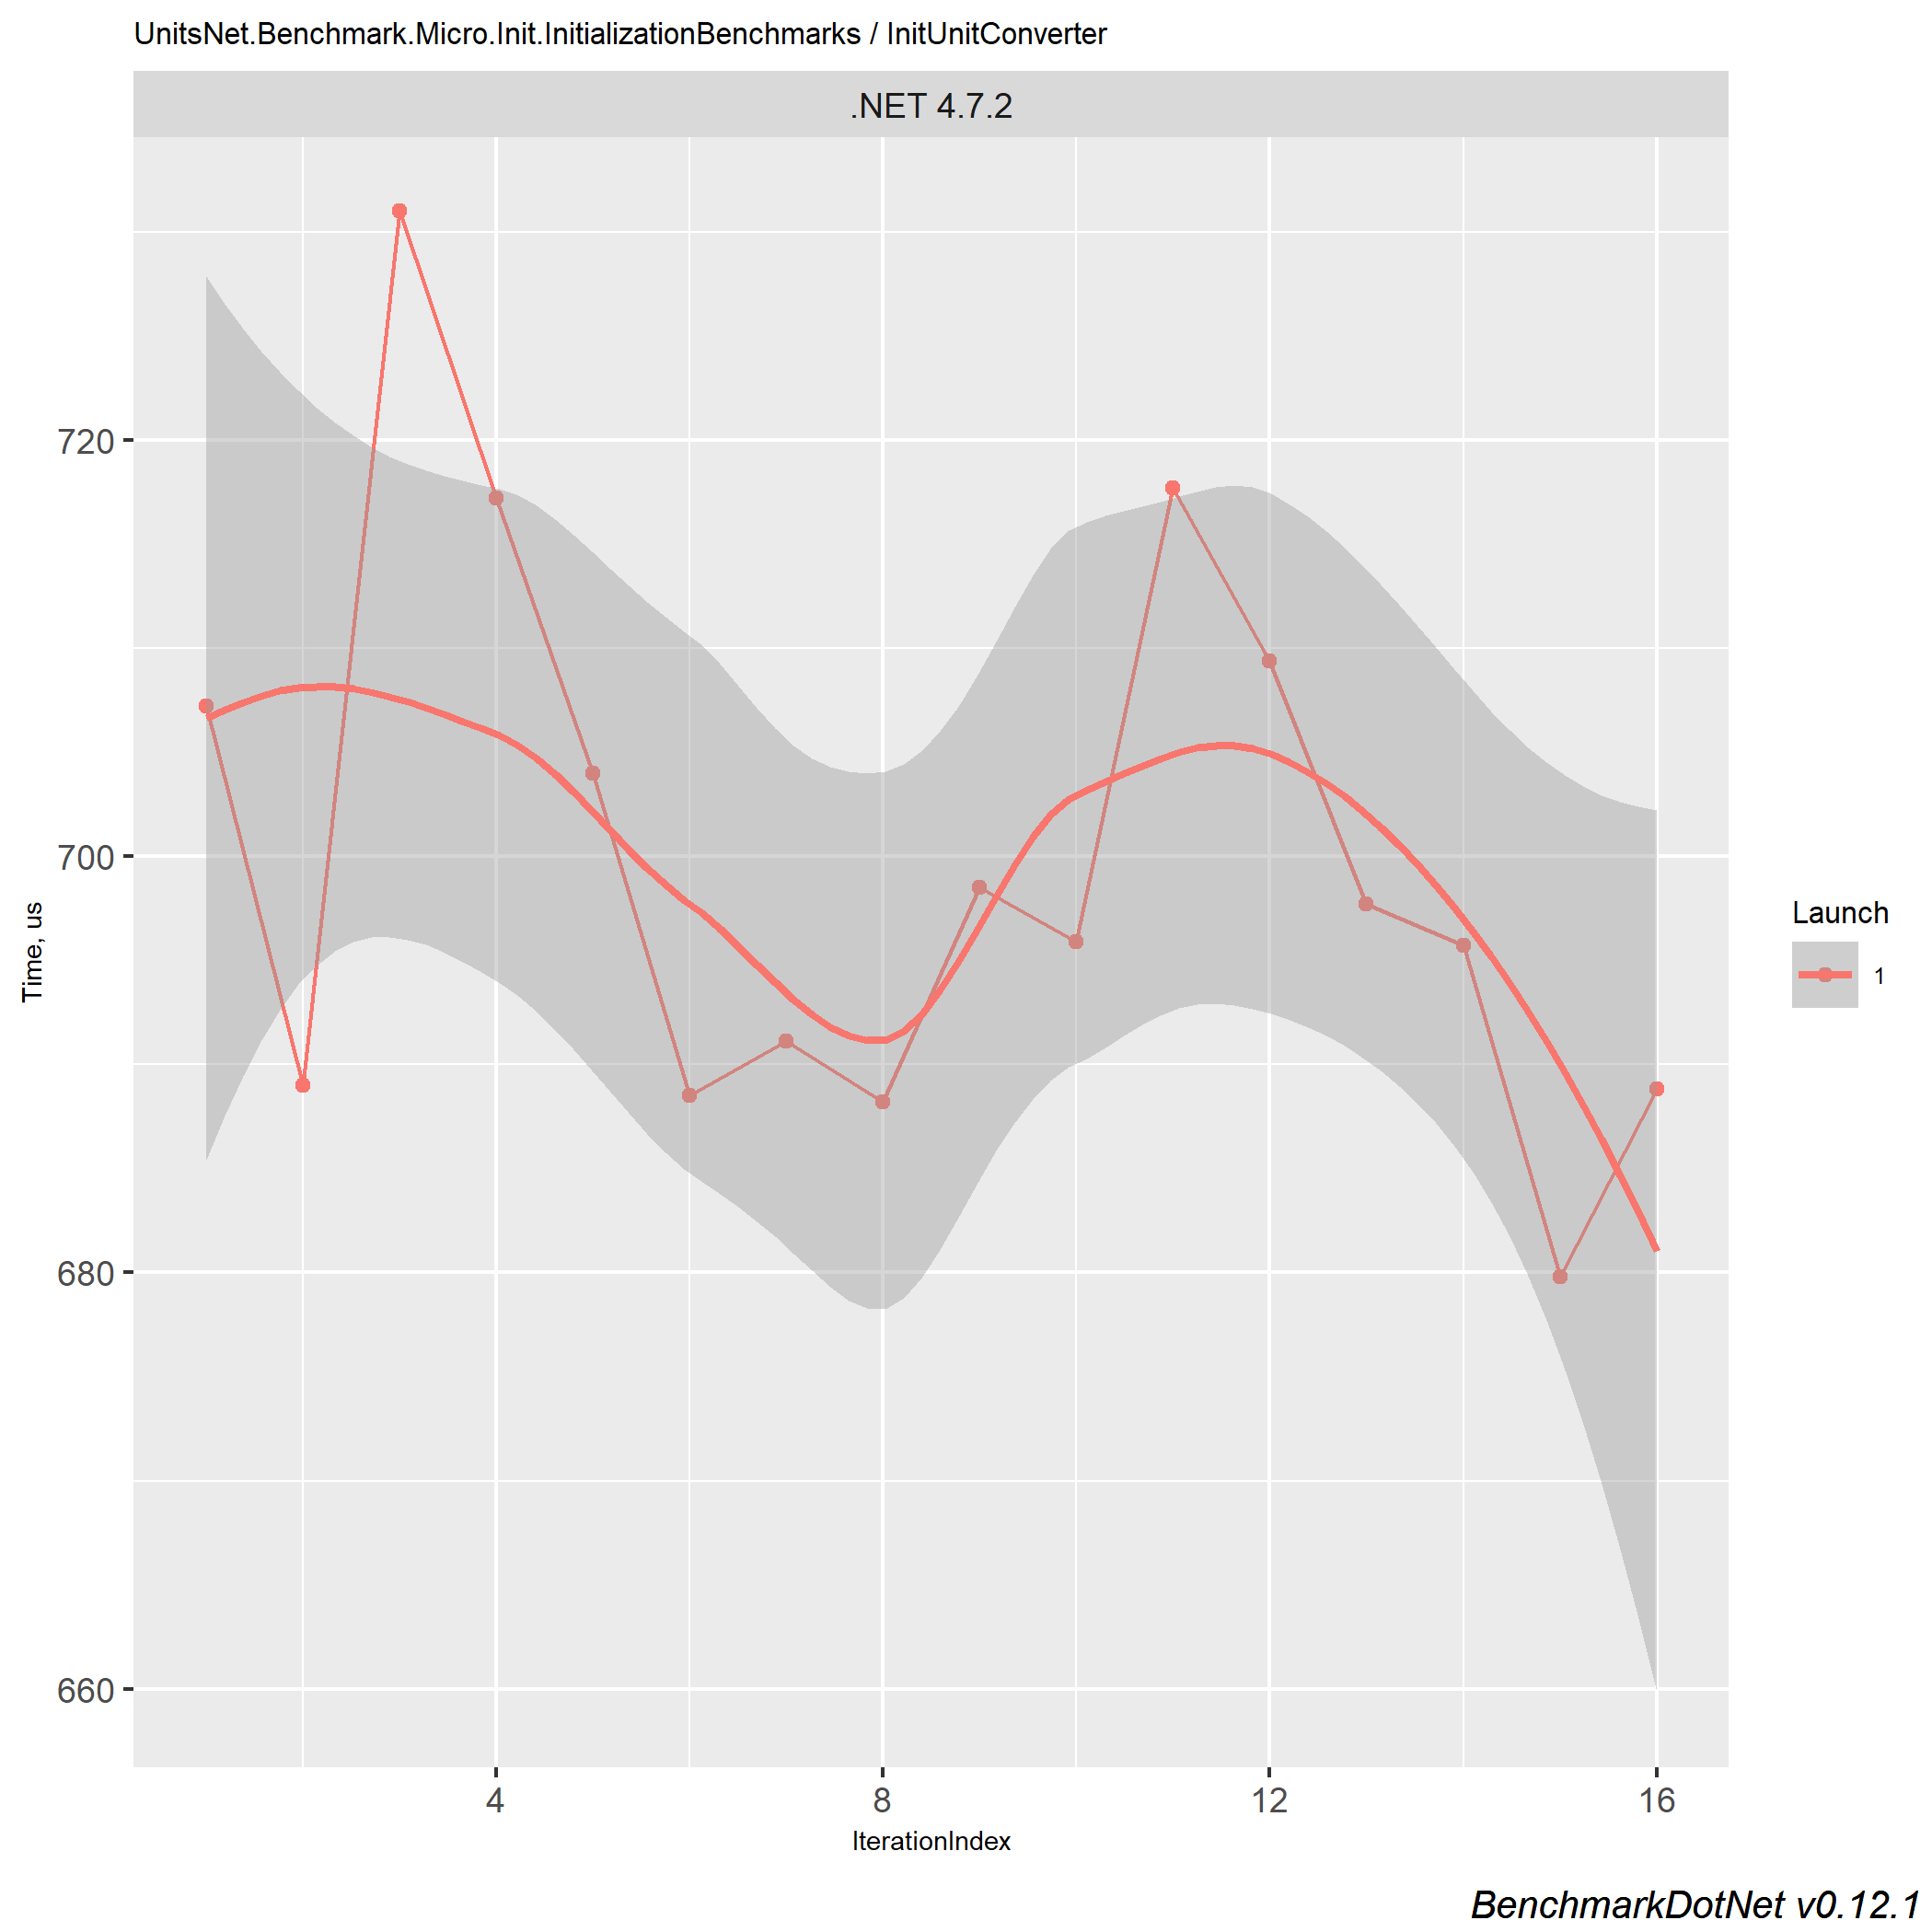 UnitsNet.Benchmark.Micro.Init.InitializationBenchmarks / InitUnitConverter
.NET 4.7.2
720
700
680
660
Time, us
4 8 12 16
IterationIndex
Launch
1
BenchmarkDotNet v0.12.1